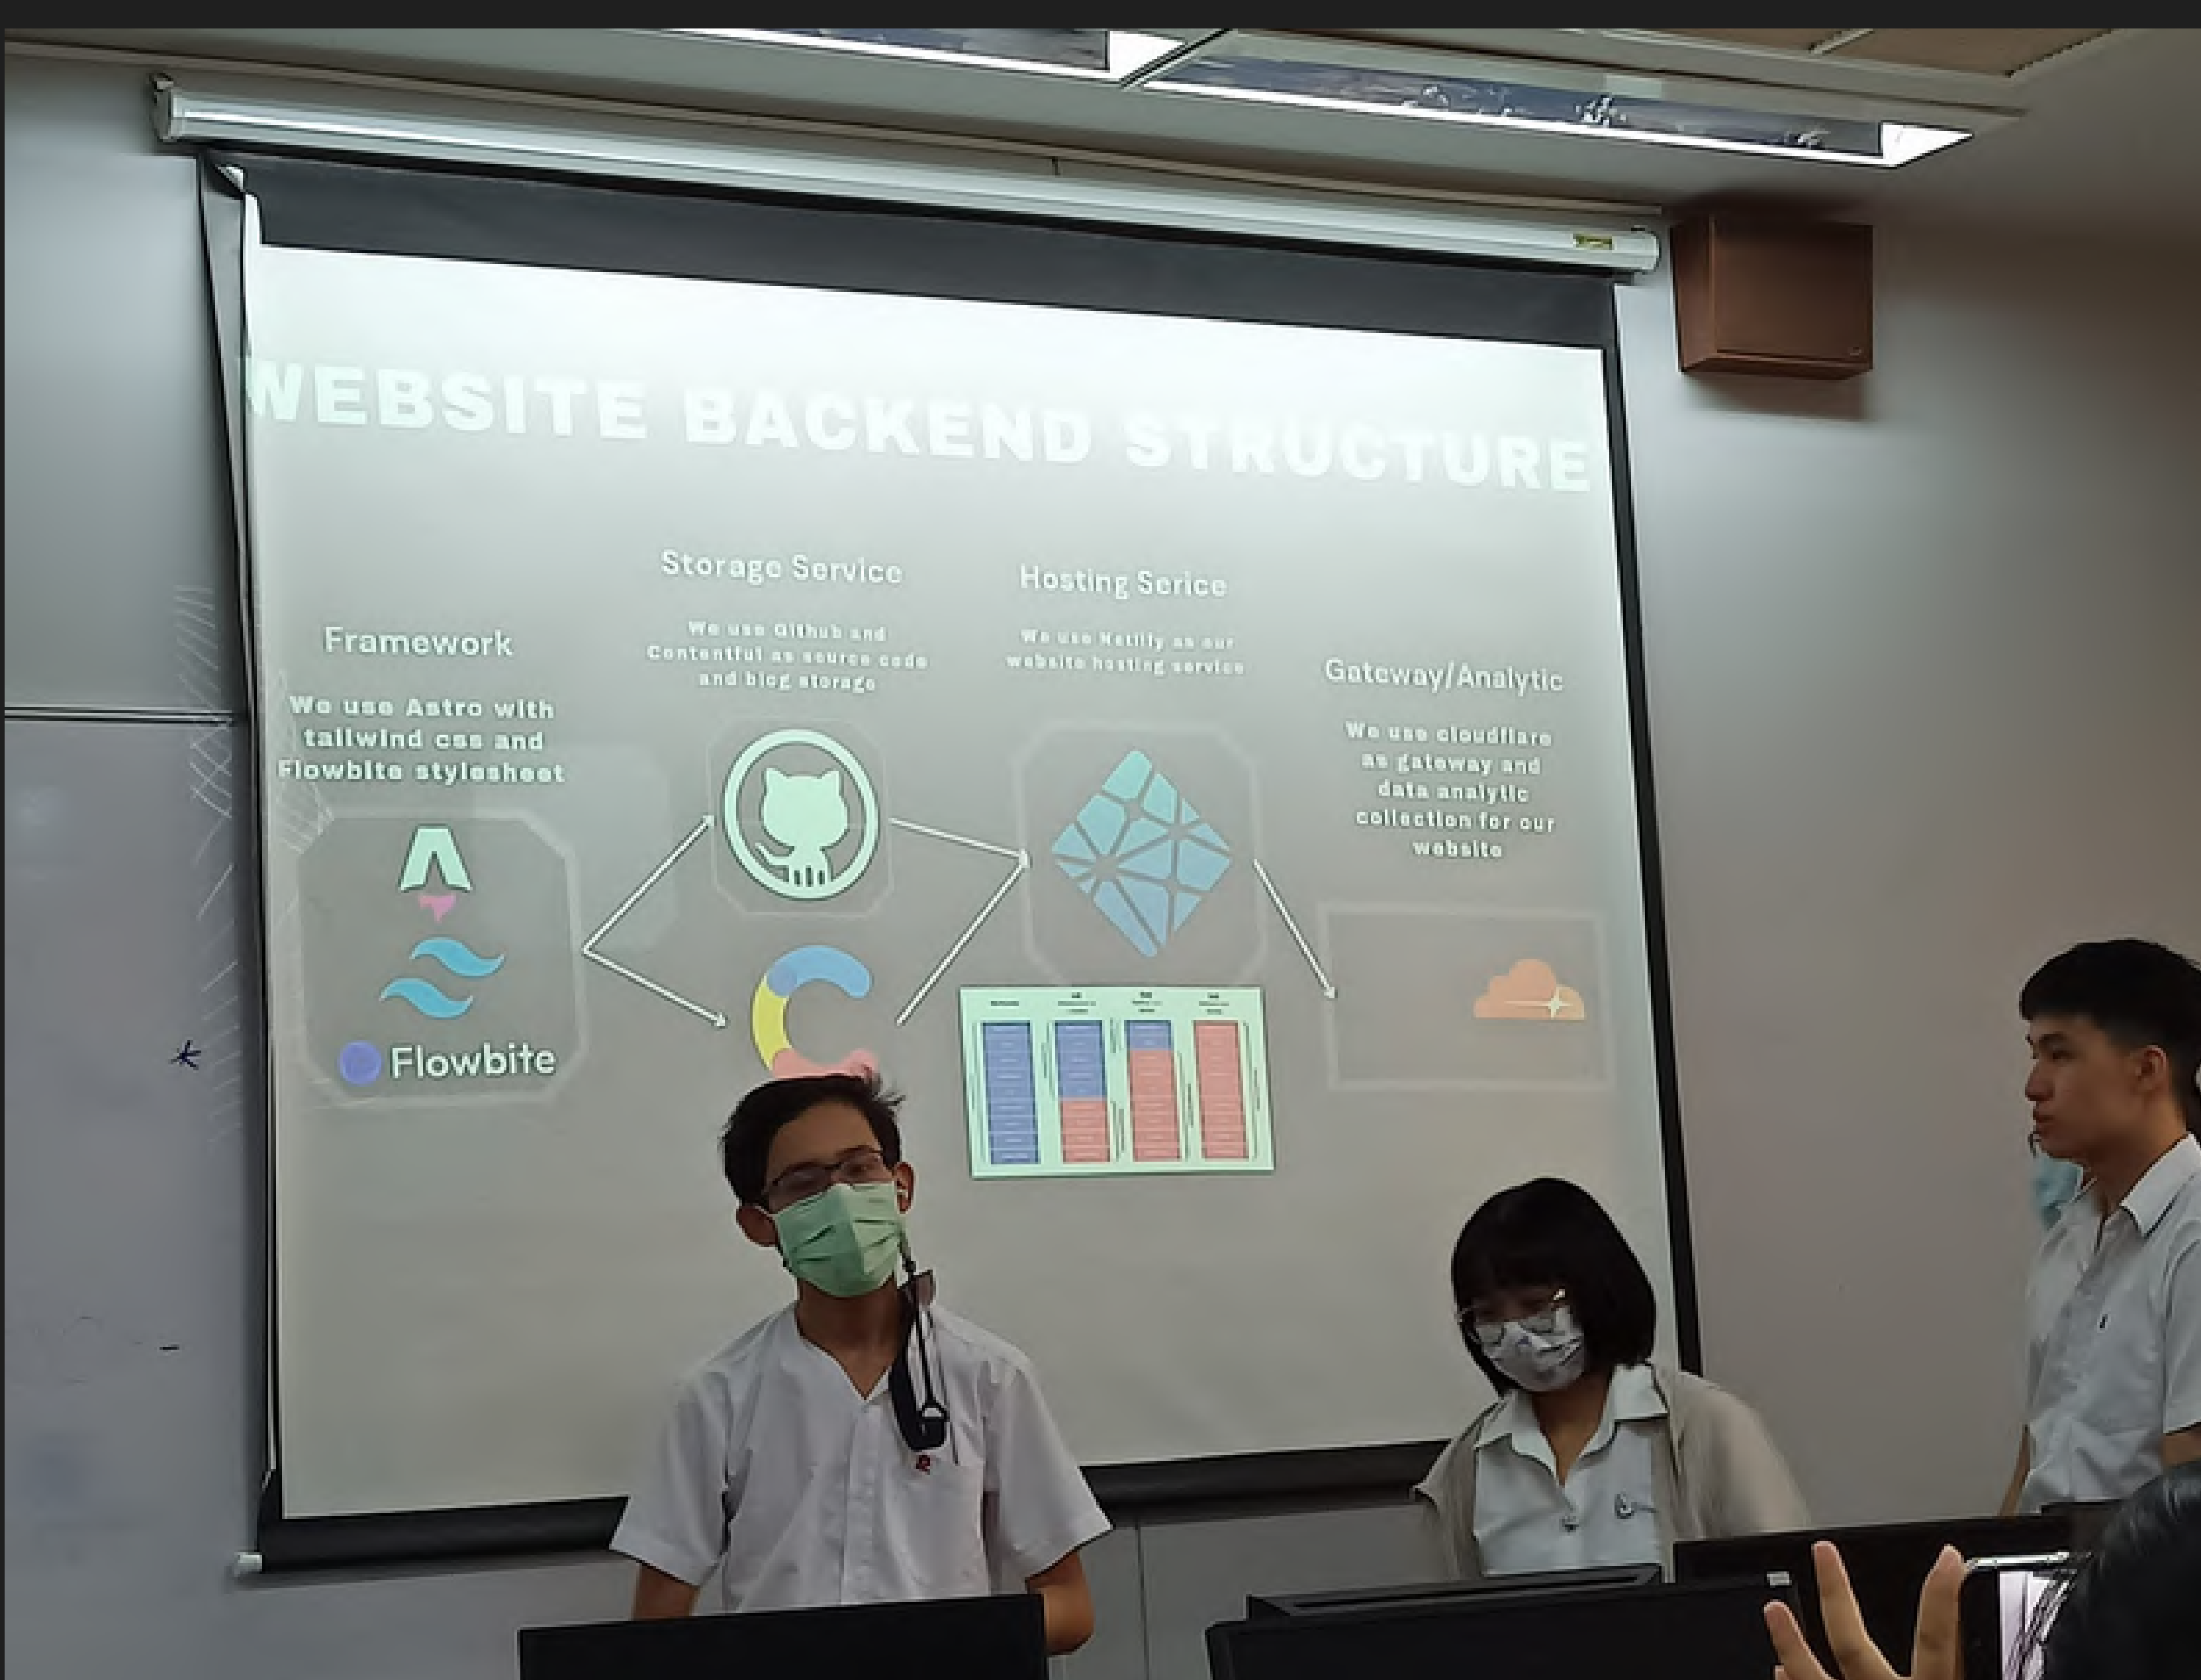 WEBSITE BACKEND STRUCTURE
Framework
We use Astro with
tailwind css and
Flowbite stylesheet
Flowbite
Storage Service
We use Github and
Contentful as source code
and blog storage
Hosting Serice
We use Netlify as our
website hosting service
Gateway/Analytic
We use cloudflare
as gateway and
data analytic
collection for our
website